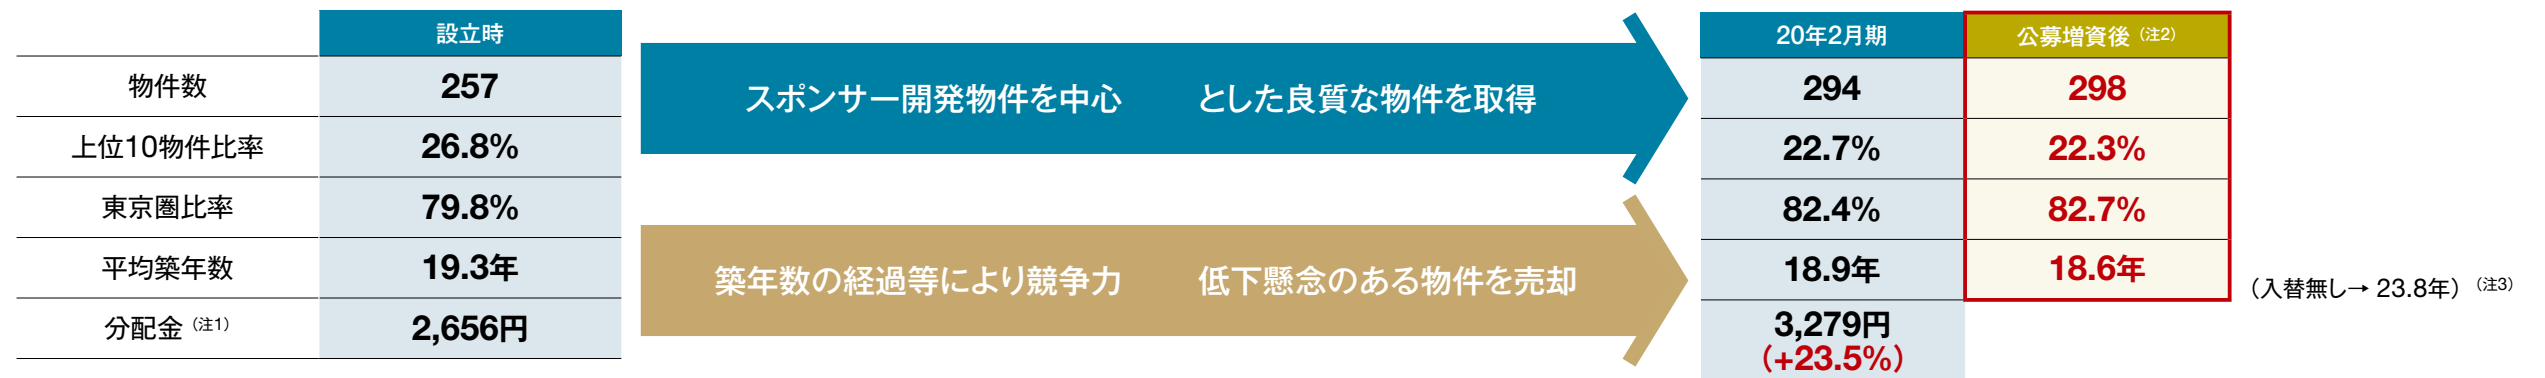 設立時
物件数 257
上位10物件比率 26.8%
東京圏比率 79.8%
平均築年数 19.3年
分配金（注1） 2,656円
スポンサー開発物件を中心 とした良質な物件を取得
築年数の経過等により競争力 低下懸念のある物件を売却
20年2月期 公募増資後（注2）
294 298
22.7% 22.3%
82.4% 82.7%
18.9年 18.6年 （入替無し→ 23.8年）（注3）
3,279円
（+23.5%）